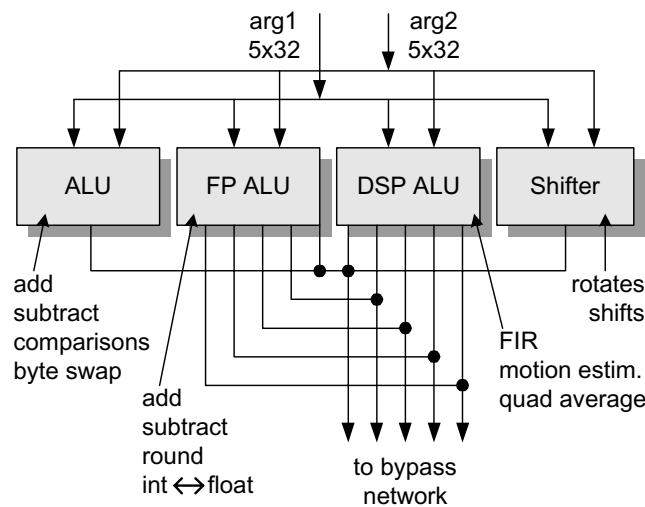 arg1
5x32
arg2
5x32
ALU
FP ALU
DSP ALU
Shifter
add
subtract
comparisons
byte swap
add
subtract
round
int ↔ float
to bypass
network
FIR
motion estim.
quad average
rotates
shifts